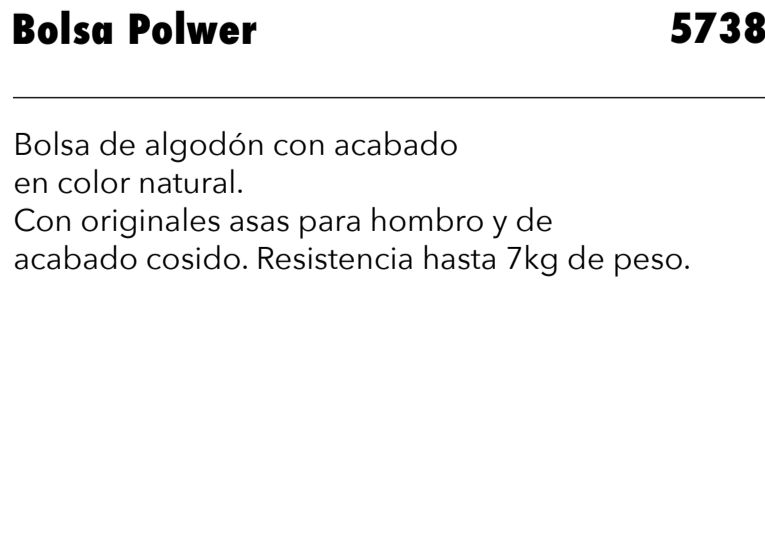 Bolsa Polwer 5738
Bolsa de algodón con acabado
en color natural.
Con originales asas para hombro y de
acabado cosido. Resistencia hasta 7kg de peso.